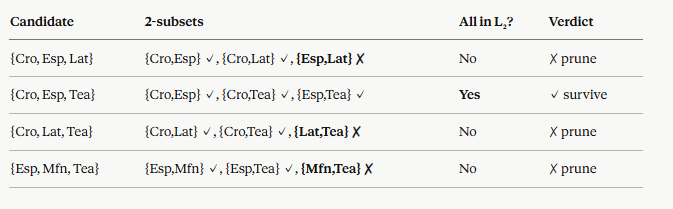 Candidate 2-subsets All in L₂? Verdict
{Cro, Esp, Lat} {Cro,Esp} ✓, {Cro,Lat} ✓, {Esp,Lat} ✗ No ✗ prune
{Cro, Esp, Tea} {Cro,Esp} ✓, {Cro,Tea} ✓, {Esp,Tea} ✓ Yes ✓ survive
{Cro, Lat, Tea} {Cro,Lat} ✓, {Cro,Tea} ✓, {Lat,Tea} ✗ No ✗ prune
{Esp, Mfn, Tea} {Esp,Mfn} ✓, {Esp,Tea} ✓, {Mfn,Tea} ✗ No ✗ prune